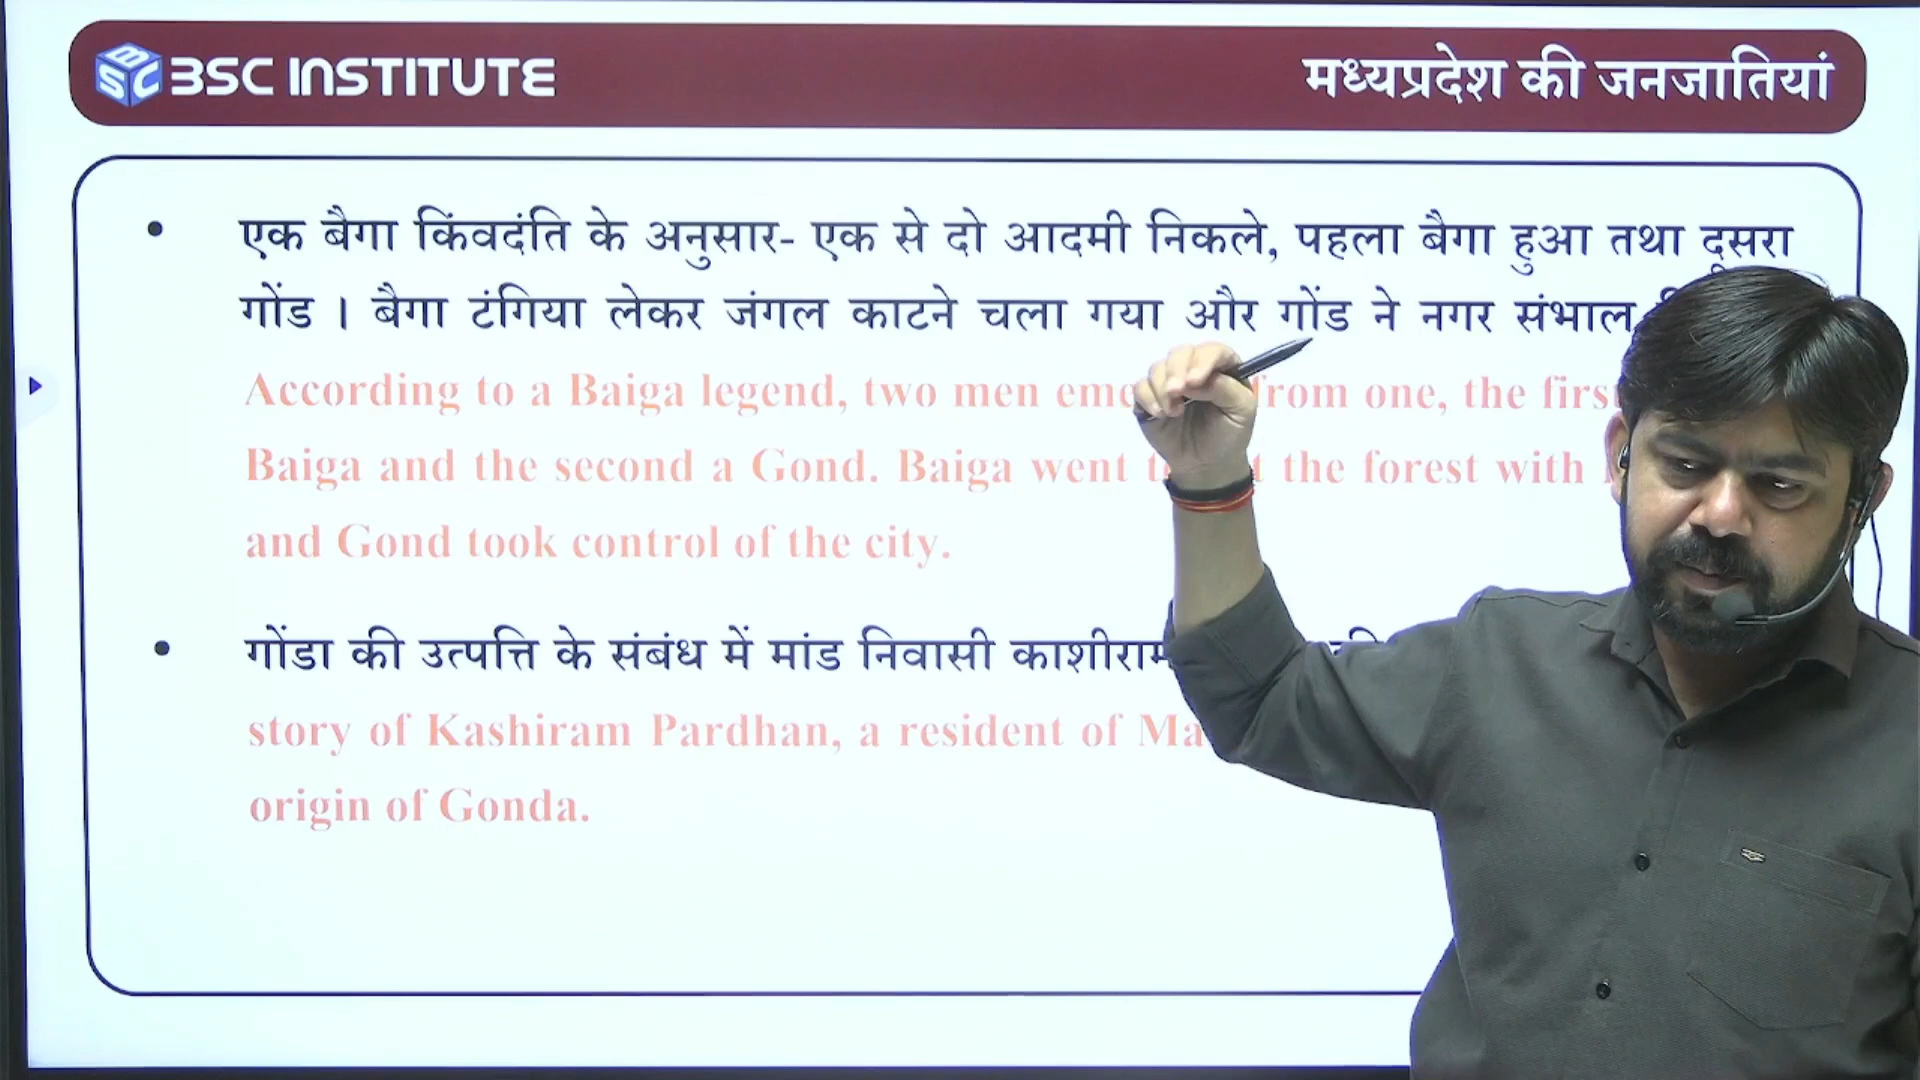 BSC INSTITUTE
मध्यप्रदेश की जनजातियां
• एक बैगा किंवदंति के अनुसार- एक से दो आदमी निकले, पहला बैगा हुआ तथा दूसरा
गोंड । बैगा टंगिया लेकर जंगल काटने चला गया और गोंड ने नगर संभाल
According to a Baiga legend, two men from one, the
Baiga and the second a Gond. Baiga went the forest with
and Gond took control of the city.
• गोंडा की उत्पत्ति के संबंध में मांड निवासी काशीराम
story of Kashiram Pardhan, a resident of
origin of Gonda.